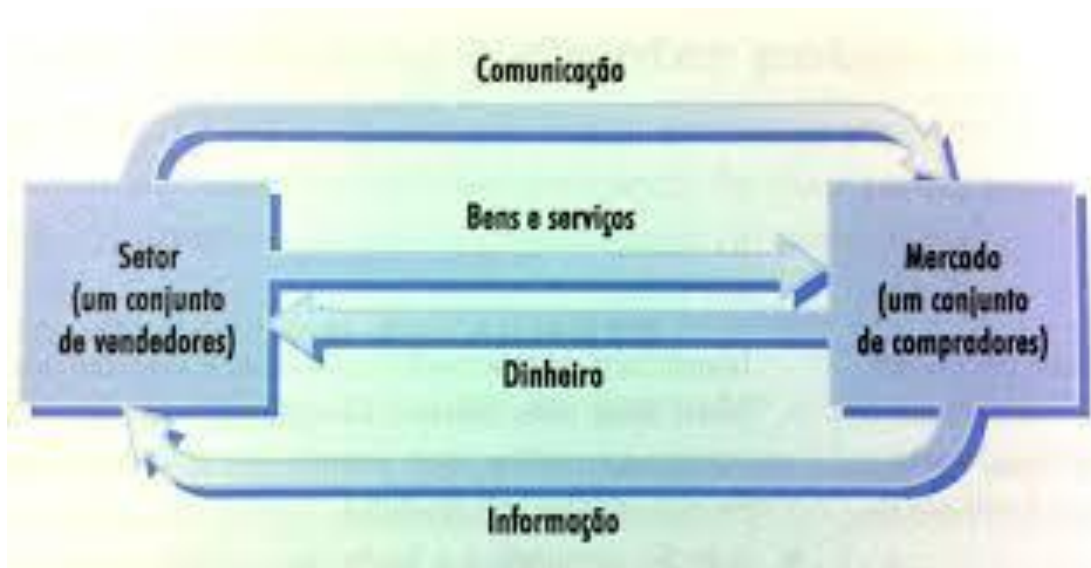 Comunicação
Bens e serviços
Setor
(um conjunto
de vendedores)
Mercado
(um conjunto
de compradores)
Dinheiro
Informação